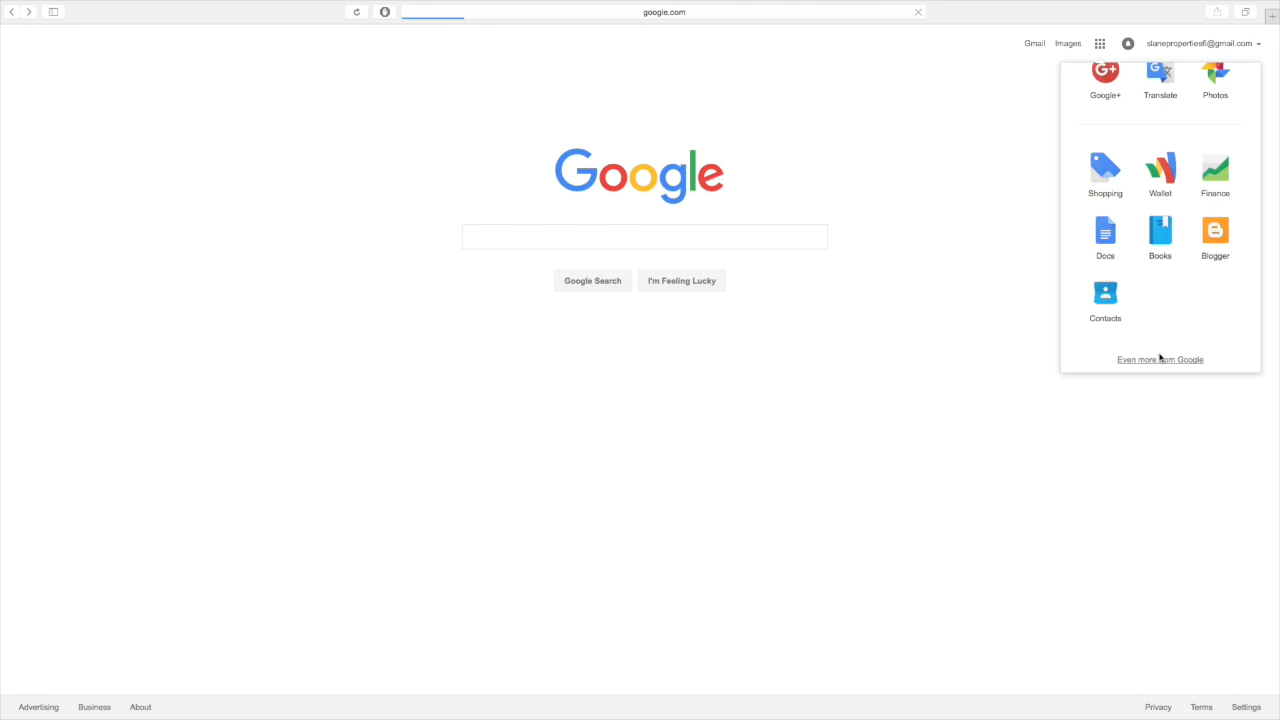 google.com
Gmail Images slaneproperties6@gmail.com
Google+ Translate Photos
Google
Shopping Wallet Finance
Docs Books Blogger
Google Search I'm Feeling Lucky
Contacts
Even more from Google
Advertising Business About Privacy Terms Settings